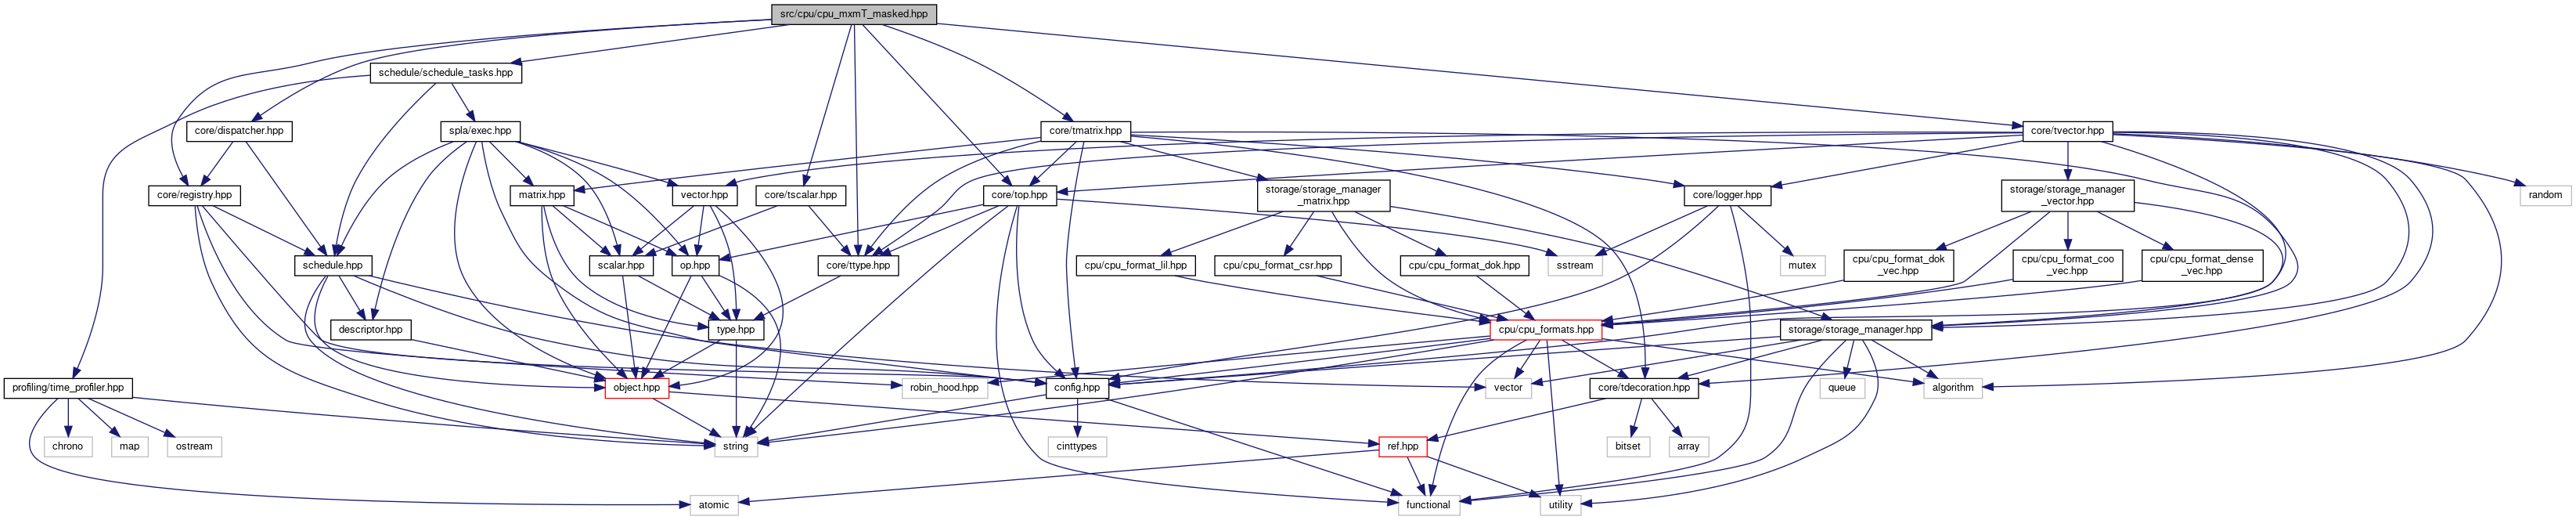 src/cpu/cpu_mxmT_masked.hpp
schedule/schedule_tasks.hpp
core/dispatcher.hpp
spla/exec.hpp
core/tmatrix.hpp
core/tvector.hpp
core/registry.hpp
matrix.hpp
vector.hpp
core/tscalar.hpp
core/top.hpp
storage/storage_manager
_matrix.hpp
core/logger.hpp
storage/storage_manager
_vector.hpp
random
schedule.hpp
scalar.hpp
op.hpp
core/ttype.hpp
cpu/cpu_format_lil.hpp
cpu/cpu_format_csr.hpp
cpu/cpu_format_dok.hpp
sstream
mutex
cpu/cpu_format_dok
_vec.hpp
cpu/cpu_format_coo
_vec.hpp
cpu/cpu_format_dense
_vec.hpp
descriptor.hpp
type.hpp
cpu/cpu_formats.hpp
storage/storage_manager.hpp
profiling/time_profiler.hpp
object.hpp
robin_hood.hpp
config.hpp
vector
core/tdecoration.hpp
queue
algorithm
chrono
map
ostream
string
cinttypes
ref.hpp
bitset
array
atomic
functional
utility